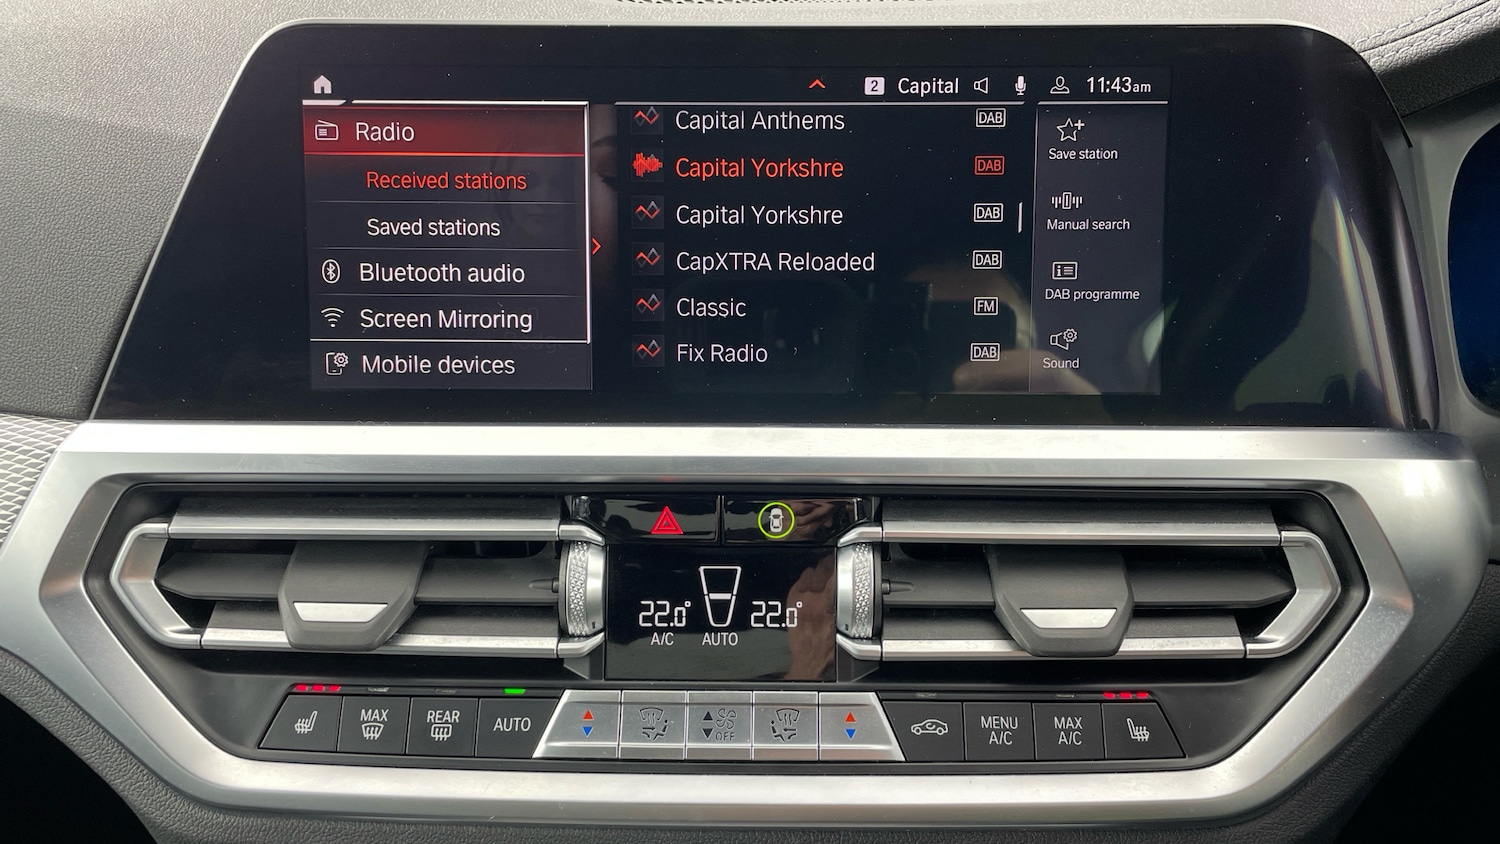 2 Capital 11:43am
Radio
Received stations
Saved stations
Bluetooth audio
Screen Mirroring
Mobile devices
Capital Anthems DAB
Capital Yorkshre DAB
Capital Yorkshre DAB
CapXTRA Reloaded DAB
Classic FM
Fix Radio DAB
Save station
Manual search
DAB programme
Sound
22.0° 22.0°
A/C AUTO
MAX
REAR
AUTO
OFF
MENU
A/C
MAX
A/C